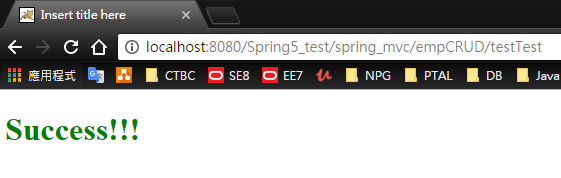 Insert title here
localhost:8080/Spring5_test/spring_mvc/empCRUD/testTest
應用程式 CTBC SE8 EE7 NPG PTAL DB Java
Success!!!